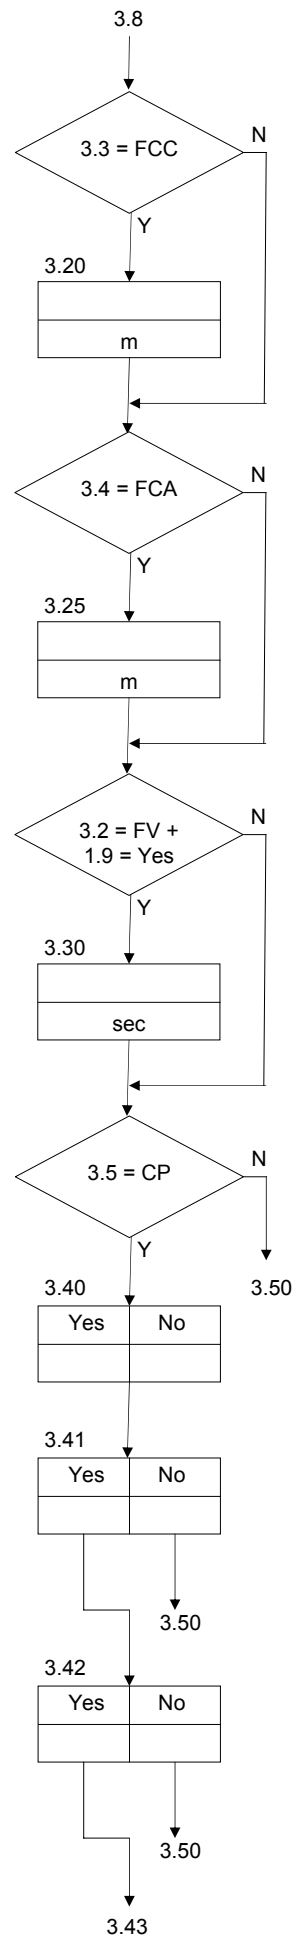 3.8
3.3 = FCC
N
Y
3.20
m
3.4 = FCA
N
Y
3.25
m
3.2 = FV +
1.9 = Yes
N
Y
3.30
sec
3.5 = CP
N
Y
3.50
3.40
Yes No
3.41
Yes No
3.50
3.42
Yes No
3.50
3.43